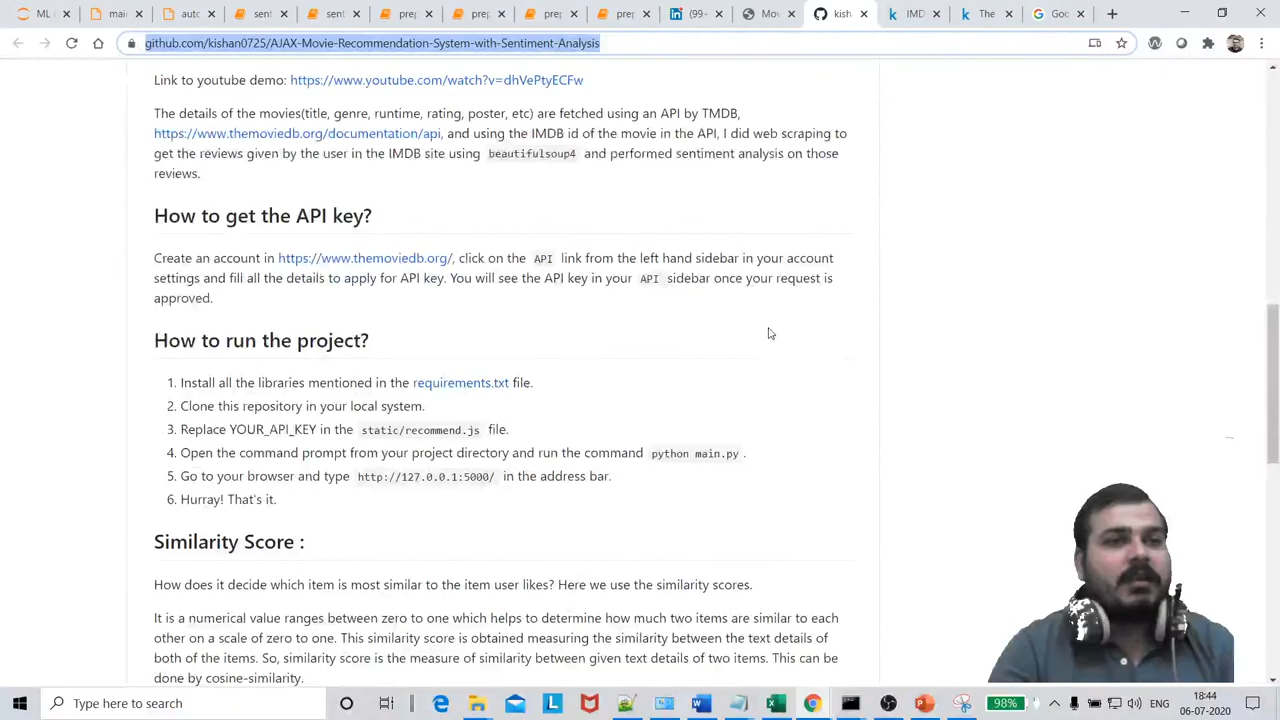 ML
main
auto
sent
sent
prep
prep
prep
prep
(99+
Mov
kish
IMD
The
Goo
github.com/kishan0725/AJAX-Movie-Recommendation-System-with-Sentiment-Analysis
Link to youtube demo: https://www.youtube.com/watch?v=dhVePtyECFw
The details of the movies(title, genre, runtime, rating, poster, etc) are fetched using an API by TMDB,
https://www.themoviedb.org/documentation/api, and using the IMDB id of the movie in the API, I did web scraping to
get the reviews given by the user in the IMDB site using beautifulsoup4 and performed sentiment analysis on those
reviews.
How to get the API key?
Create an account in https://www.themoviedb.org/, click on the API link from the left hand sidebar in your account
settings and fill all the details to apply for API key. You will see the API key in your API sidebar once your request is
approved.
How to run the project?
1. Install all the libraries mentioned in the requirements.txt file.
2. Clone this repository in your local system.
3. Replace YOUR_API_KEY in the static/recommend.js file.
4. Open the command prompt from your project directory and run the command python main.py .
5. Go to your browser and type http://127.0.0.1:5000/ in the address bar.
6. Hurray! That's it.
Similarity Score :
How does it decide which item is most similar to the item user likes? Here we use the similarity scores.
It is a numerical value ranges between zero to one which helps to determine how much two items are similar to each
other on a scale of zero to one. This similarity score is obtained measuring the similarity between the text details of
both of the items. So, similarity score is the measure of similarity between given text details of two items. This can be
done by cosine-similarity.
Type here to search
98%
ENG
18:44
06-07-2020